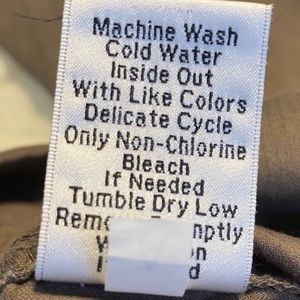 Machine Wash
Cold Water
Inside Out
With Like Colors
Delicate Cycle
Only Non-Chlorine
Bleach
If Needed
Tumble Dry Low